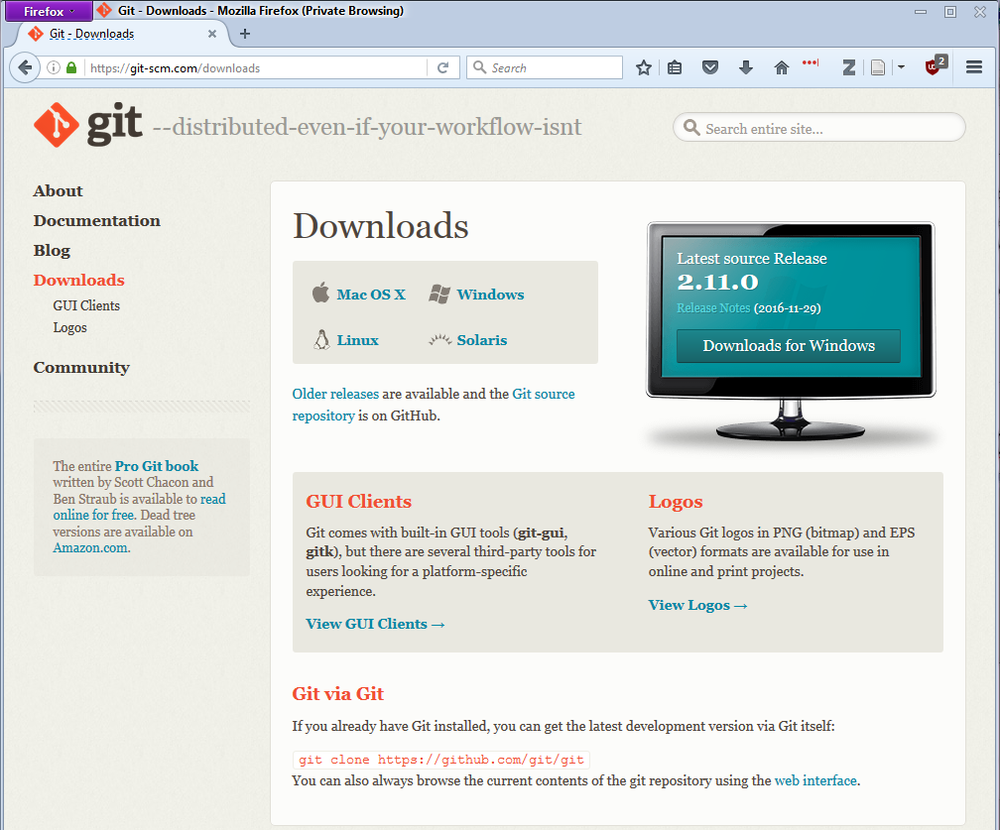 Firefox
Git - Downloads - Mozilla Firefox (Private Browsing)
Git - Downloads
https://git-scm.com/downloads
Search
2
git --distributed-even-if-your-workflow-isnt
Search entire site...
About
Documentation
Blog
Downloads
GUI Clients
Logos
Community
The entire Pro Git book
written by Scott Chacon and
Ben Straub is available to read
online for free. Dead tree
versions are available on
Amazon.com.
Downloads
Mac OS X
Windows
Linux
Solaris
Older releases are available and the Git source
repository is on GitHub.
Latest source Release
2.11.0
Release Notes (2016-11-29)
Downloads for Windows
GUI Clients
Git comes with built-in GUI tools (git-gui,
gitk), but there are several third-party tools for
users looking for a platform-specific
experience.
View GUI Clients →
Logos
Various Git logos in PNG (bitmap) and EPS
(vector) formats are available for use in
online and print projects.
View Logos →
Git via Git
If you already have Git installed, you can get the latest development version via Git itself:
git clone https://github.com/git/git
You can also always browse the current contents of the git repository using the web interface.